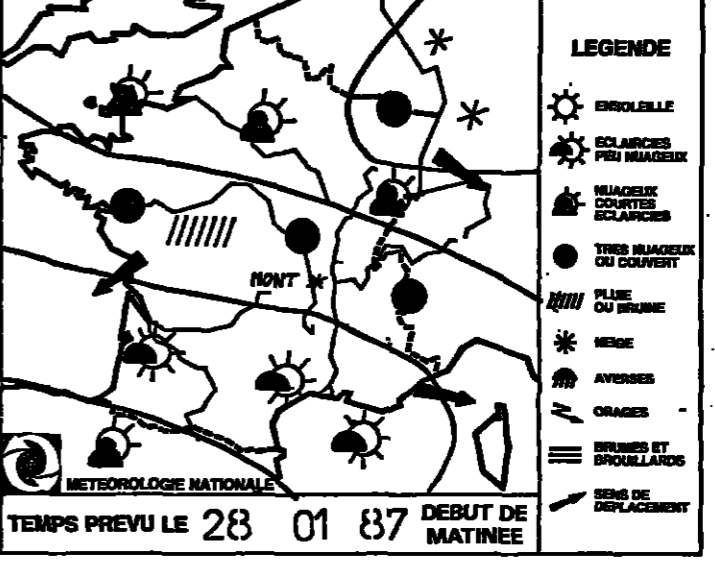 LEGENDE
ENSOLEILLE
ECLAIRCIES
PEU NUAGEUX
NUAGEUX
COURTES
ECLAIRCIES
TRES NUAGEUX
OU COUVERT
PLUIE
OU BRUINE
NEIGE
AVERSES
ORAGES
BRUMES ET
BROUILLARDS
SENS DE
DEPLACEMENT
MONT
METEOROLOGIE NATIONALE
TEMPS PREVU LE 28 01 87 DEBUT DE
MATINEE